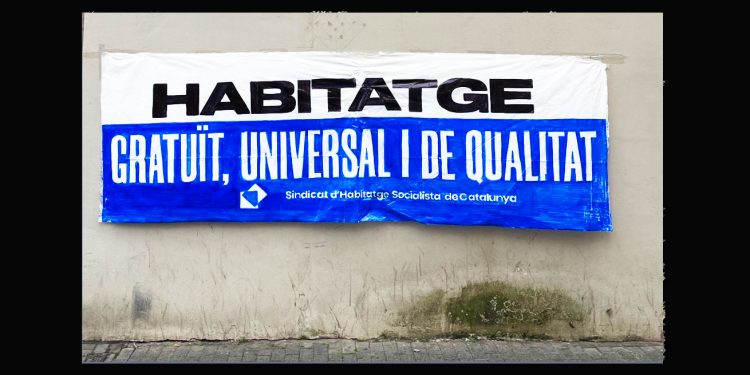 HABITATGE
GRATUÏT, UNIVERSAL I DE QUALITAT
Sindicat d'Habitatge Socialista de Catalunya